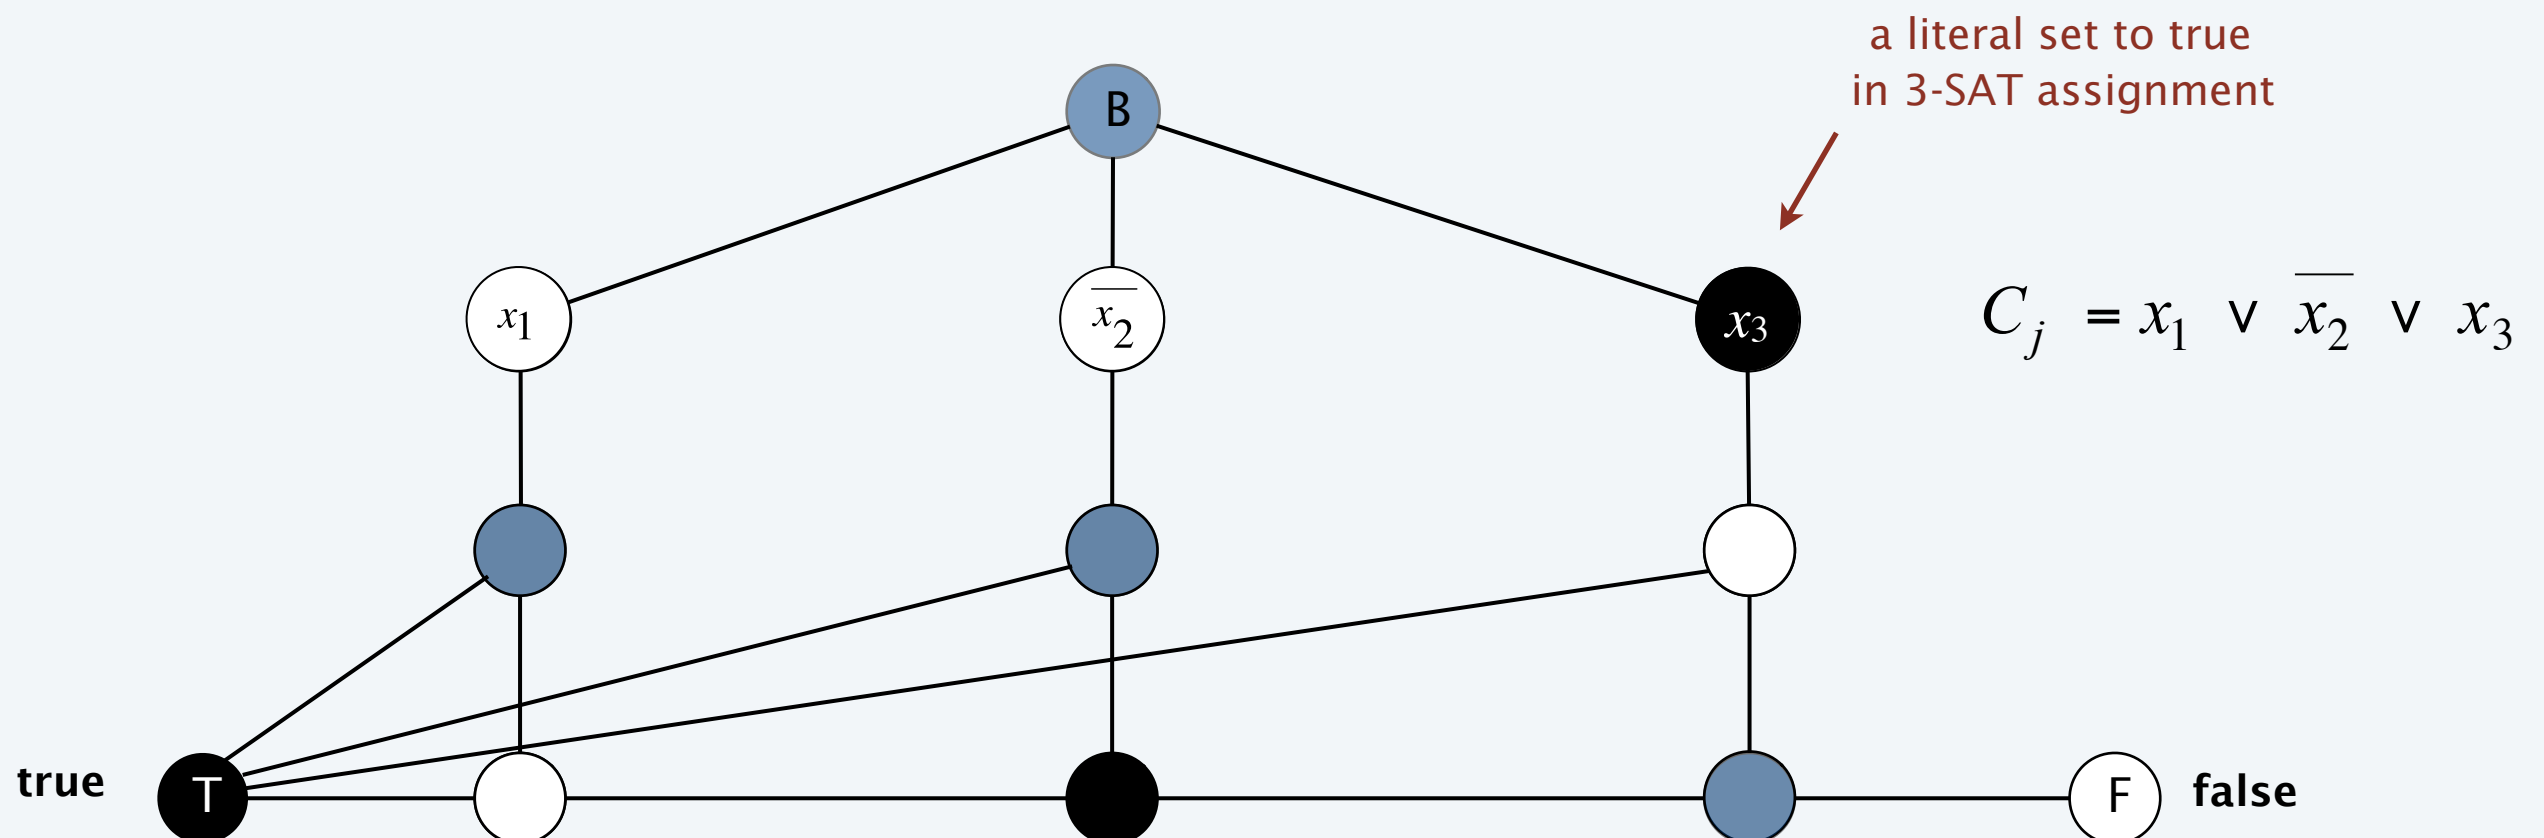 a literal set to true
in 3-SAT assignment
B
x₁
x̅₂
x₃
Cⱼ = x₁ ∨ x̅₂ ∨ x₃
true
T
F
false